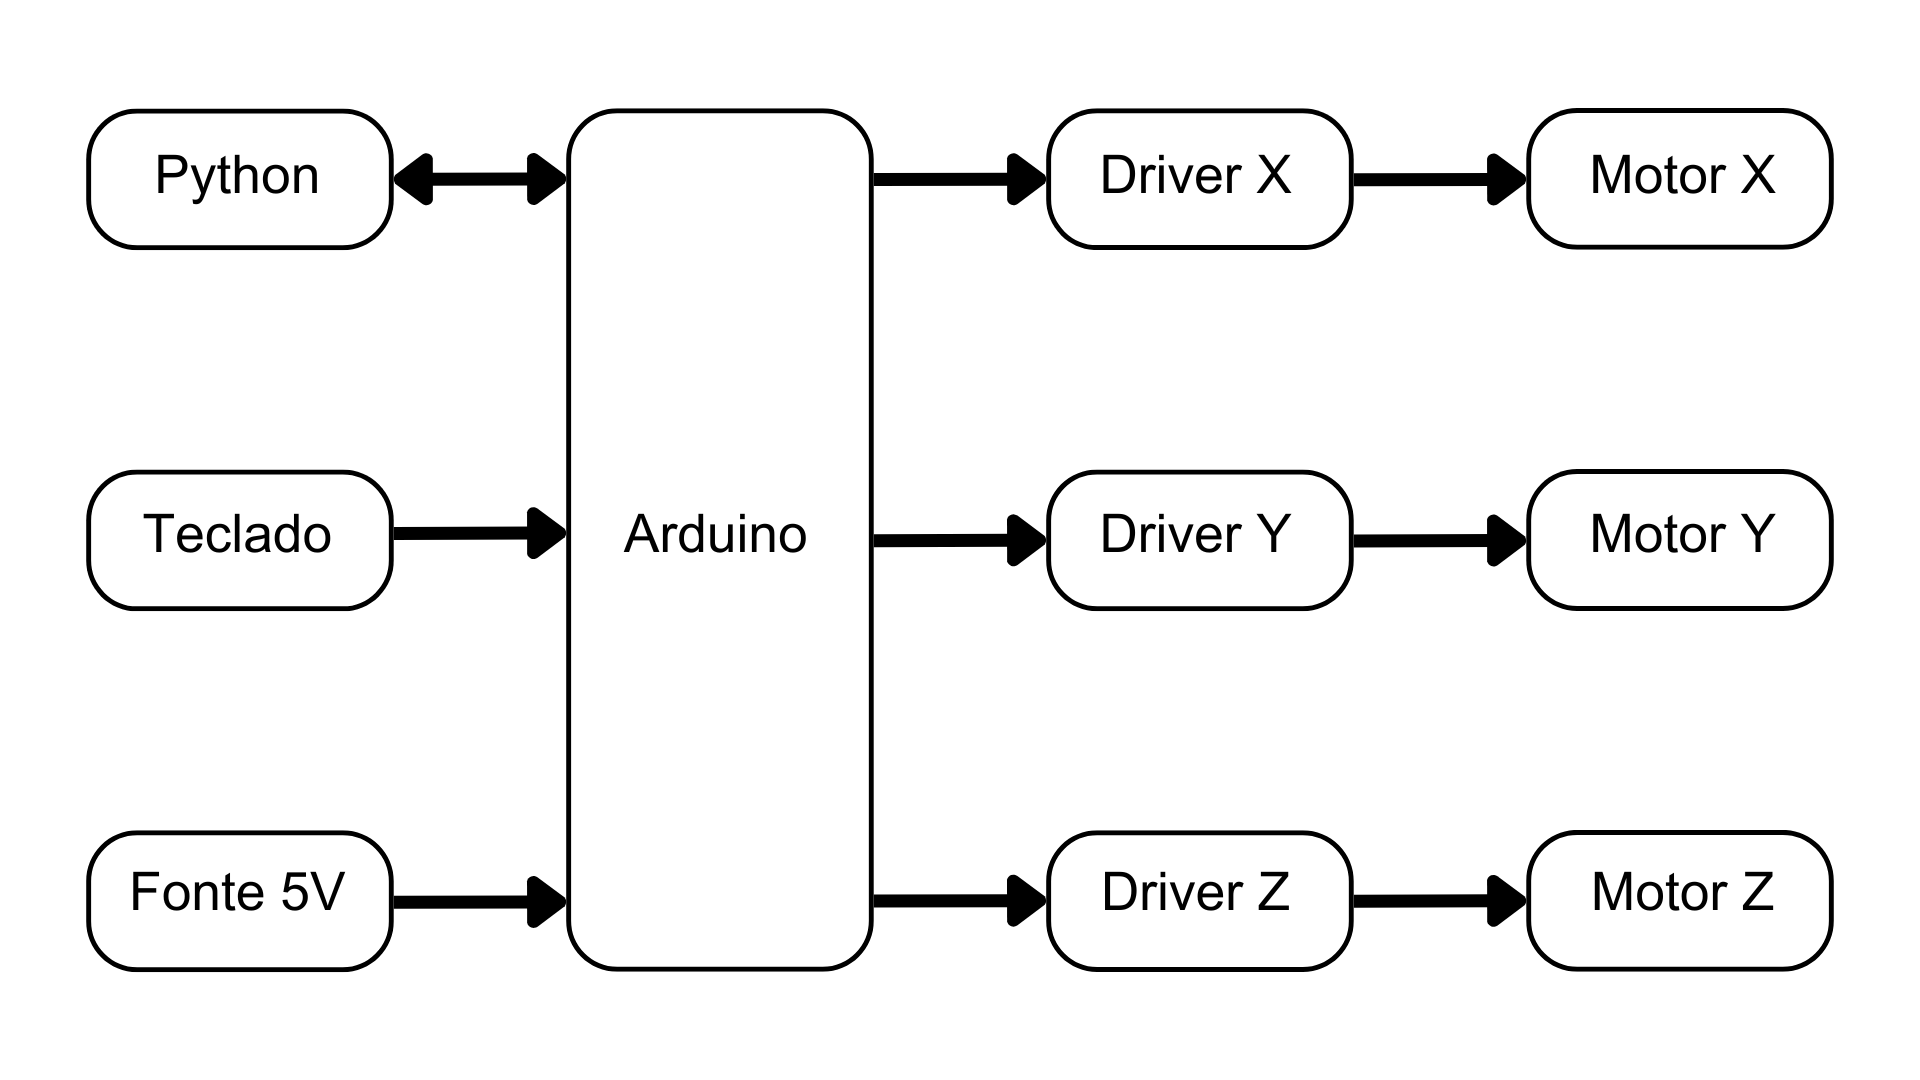 Python
Driver X
Motor X
Teclado
Arduino
Driver Y
Motor Y
Fonte 5V
Driver Z
Motor Z